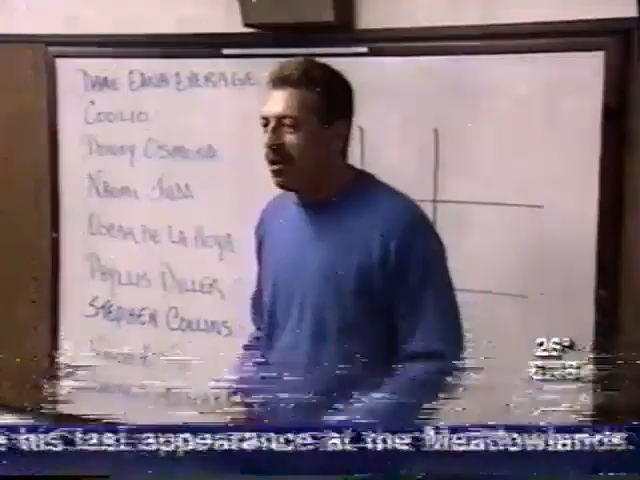 DAME EDNA EVERAGE
COOLIO
DONNY OSMOND
NAOMI JUDD
OSCAR DE LA HOYA
PHYLLIS DILLER
STEPHEN COLLINS
26°
his last appearance at the Meadowlands.